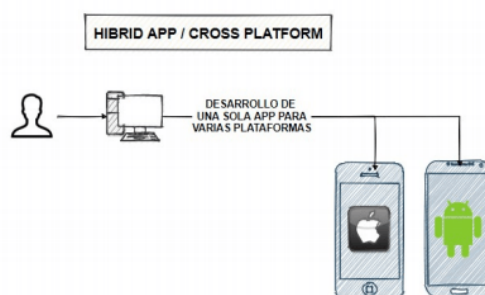 HIBRID APP / CROSS PLATFORM
DESARROLLO DE
UNA SOLA APP PARA
VARIAS PLATAFORMAS